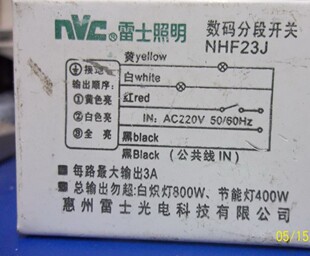 nvc®雷士照明 数码分段开关
NHF23J
黄yellow
接逻
白white
输出顺序:
①黄色亮
红red
②白色亮
IN: AC220V 50/60Hz
③全 亮
黑Black
黑Black (公共线IN)
★每路最大输出3A
★总输出勿超:白炽灯800W、节能灯400W
惠州雷士光电科技有限公司
05/15